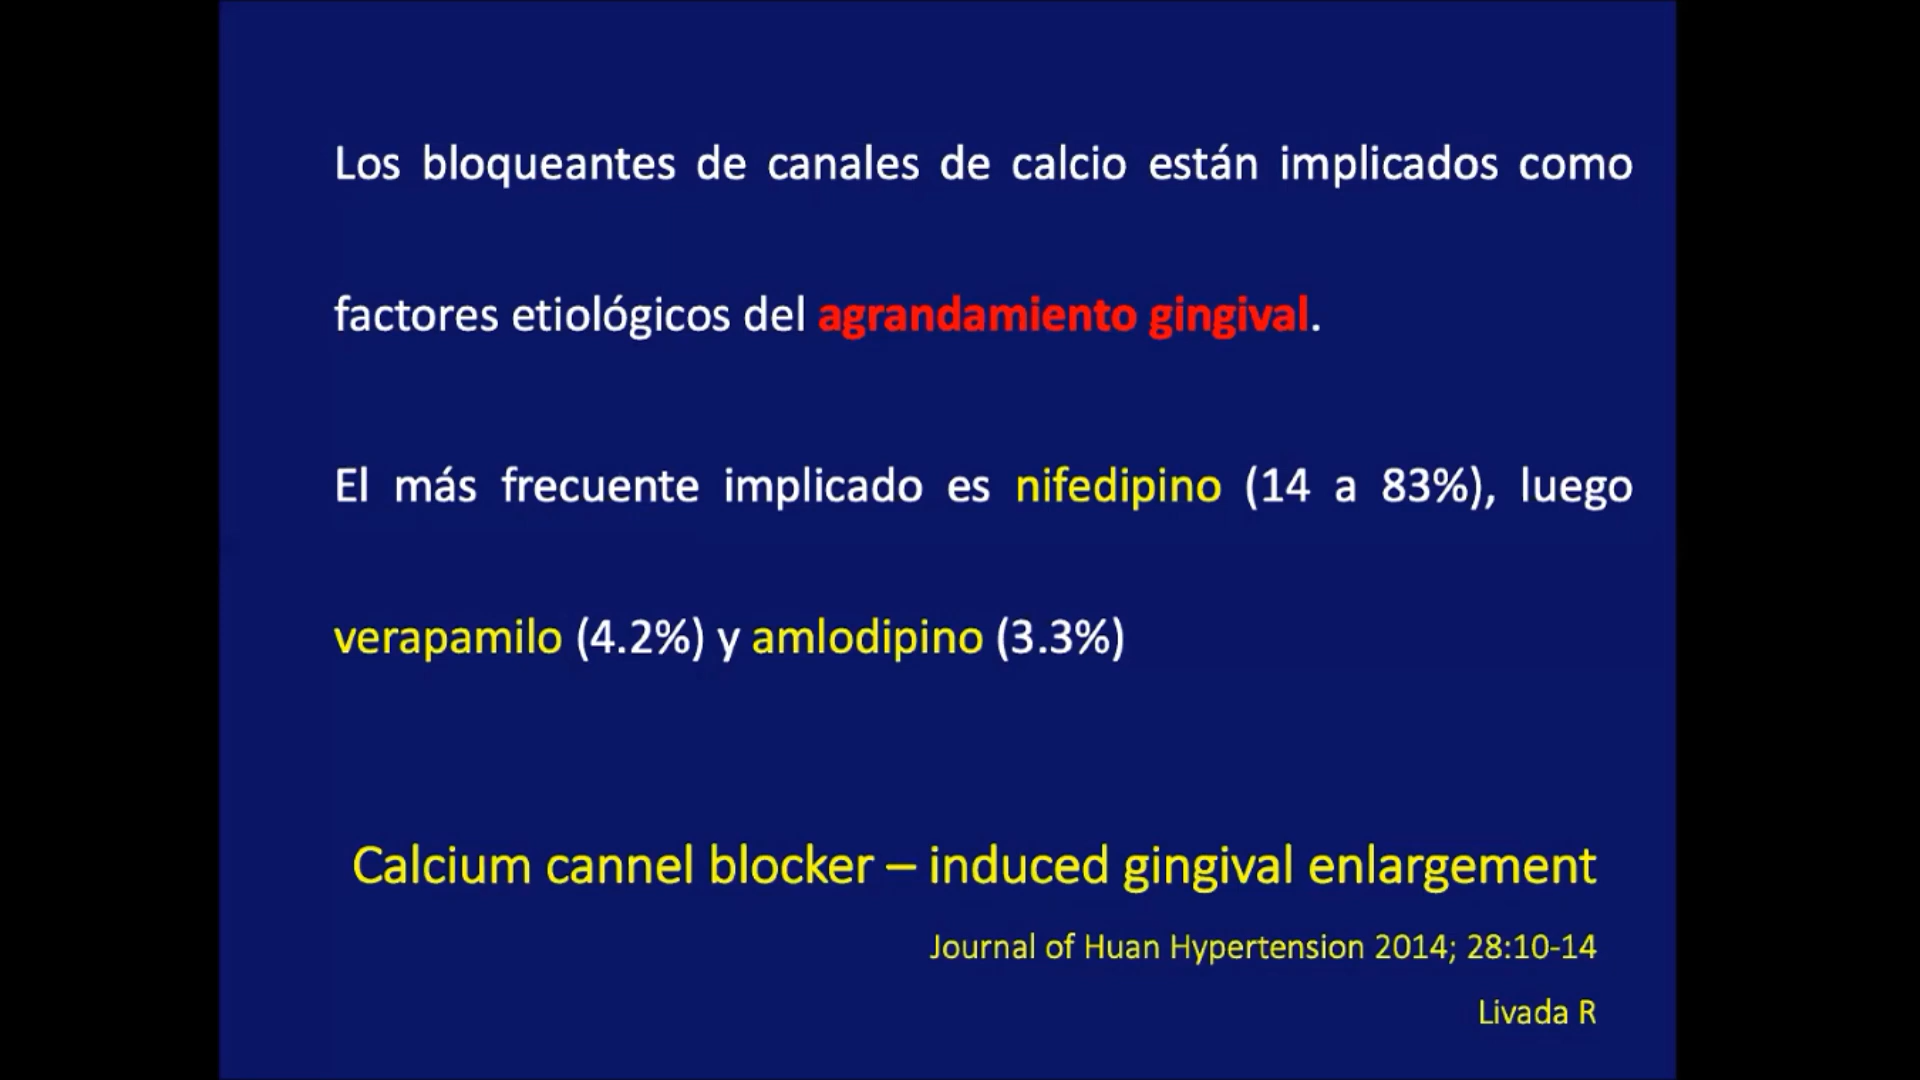 Los bloqueantes de canales de calcio están implicados como
factores etiológicos del agrandamiento gingival.
El más frecuente implicado es nifedipino (14 a 83%), luego
verapamilo (4.2%) y amlodipino (3.3%)
Calcium cannel blocker – induced gingival enlargement
Journal of Huan Hypertension 2014; 28:10-14
Livada R